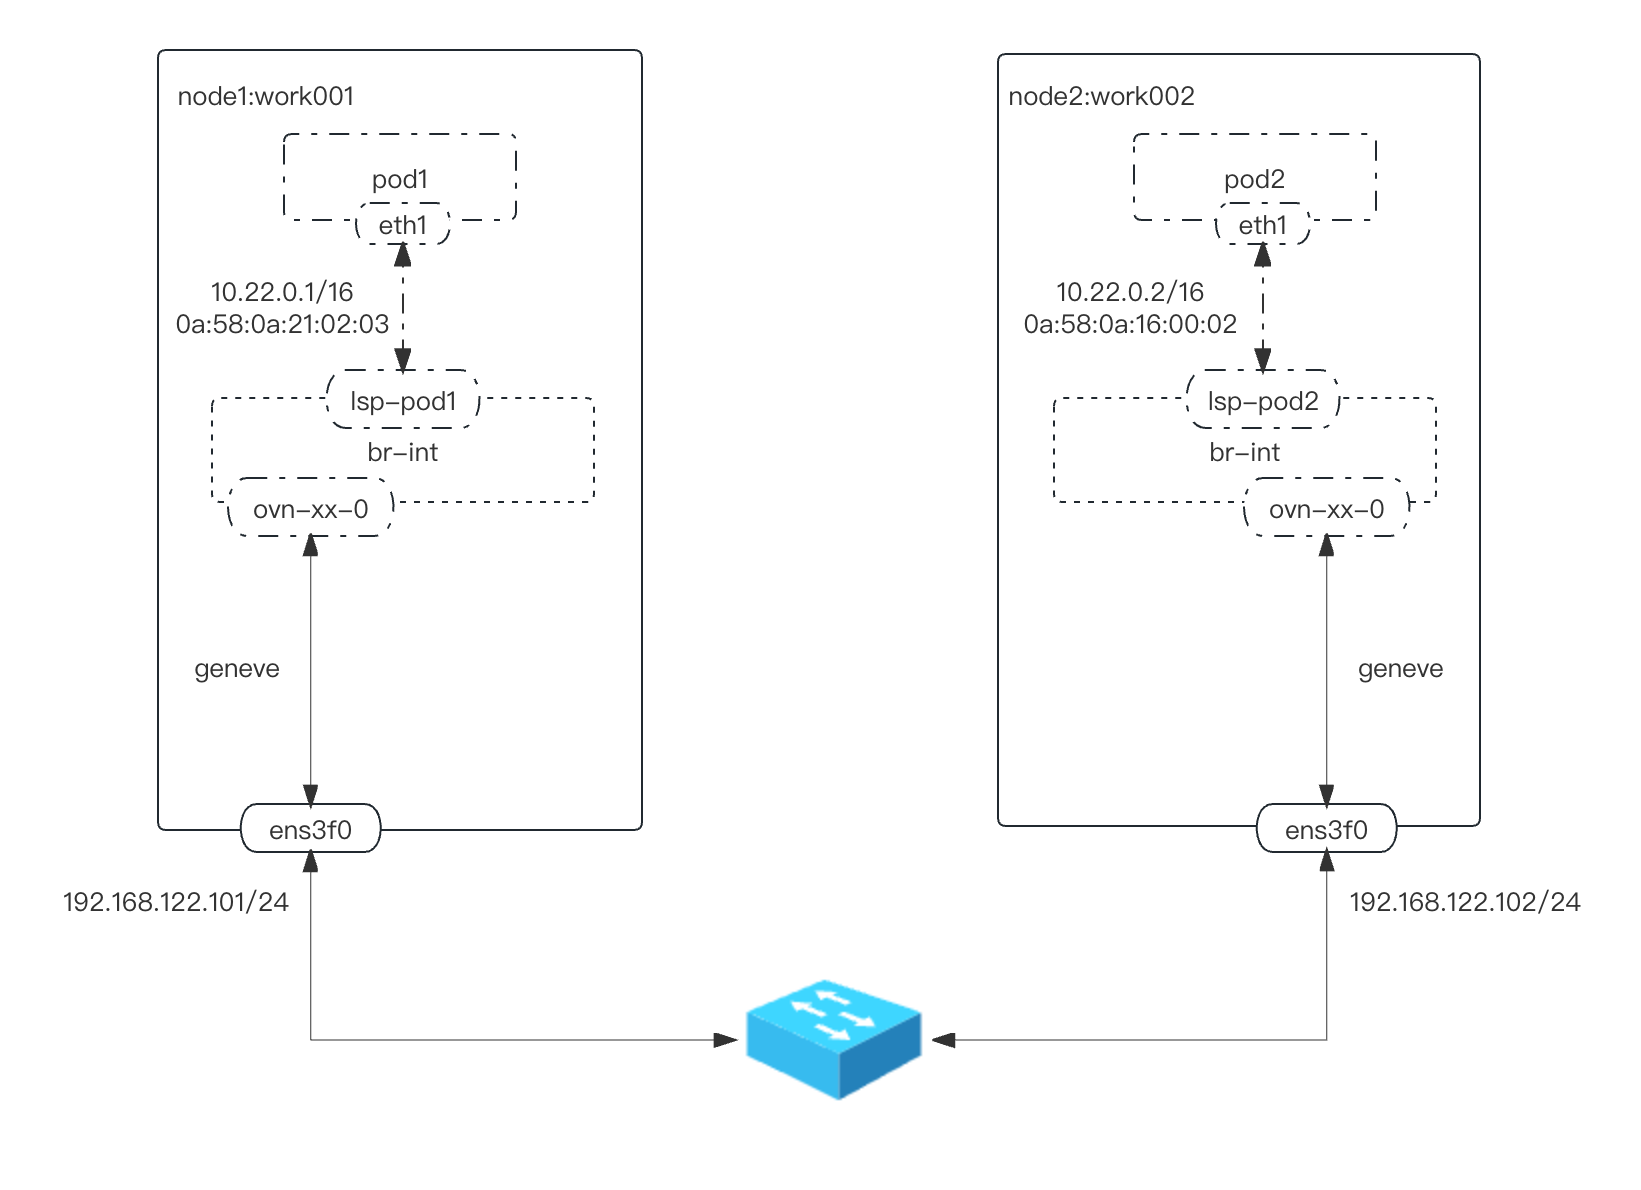 node1:work001
pod1
eth1
10.22.0.1/16
0a:58:0a:21:02:03
lsp-pod1
br-int
ovn-xx-0
geneve
ens3f0
192.168.122.101/24
node2:work002
pod2
eth1
10.22.0.2/16
0a:58:0a:16:00:02
lsp-pod2
br-int
ovn-xx-0
geneve
ens3f0
192.168.122.102/24